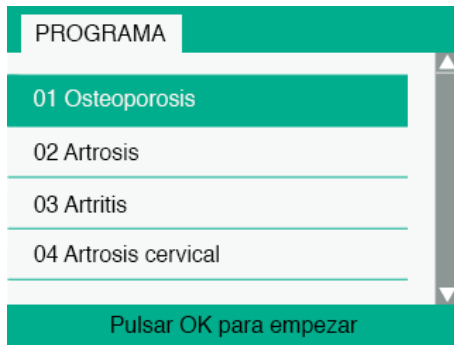 PROGRAMA
01 Osteoporosis
02 Artrosis
03 Artritis
04 Artrosis cervical
Pulsar OK para empezar